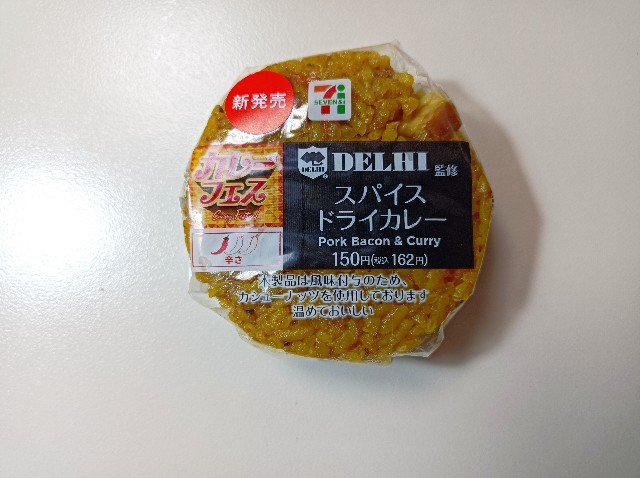 新発売
SEVEN&i
カレー
フェス
DELHI
DELHI 監修
スパイス
ドライカレー
Pork Bacon & Curry
150円(税込162円)
辛さ
本製品は風味付与のため、
カシューナッツを使用しております
温めておいしい